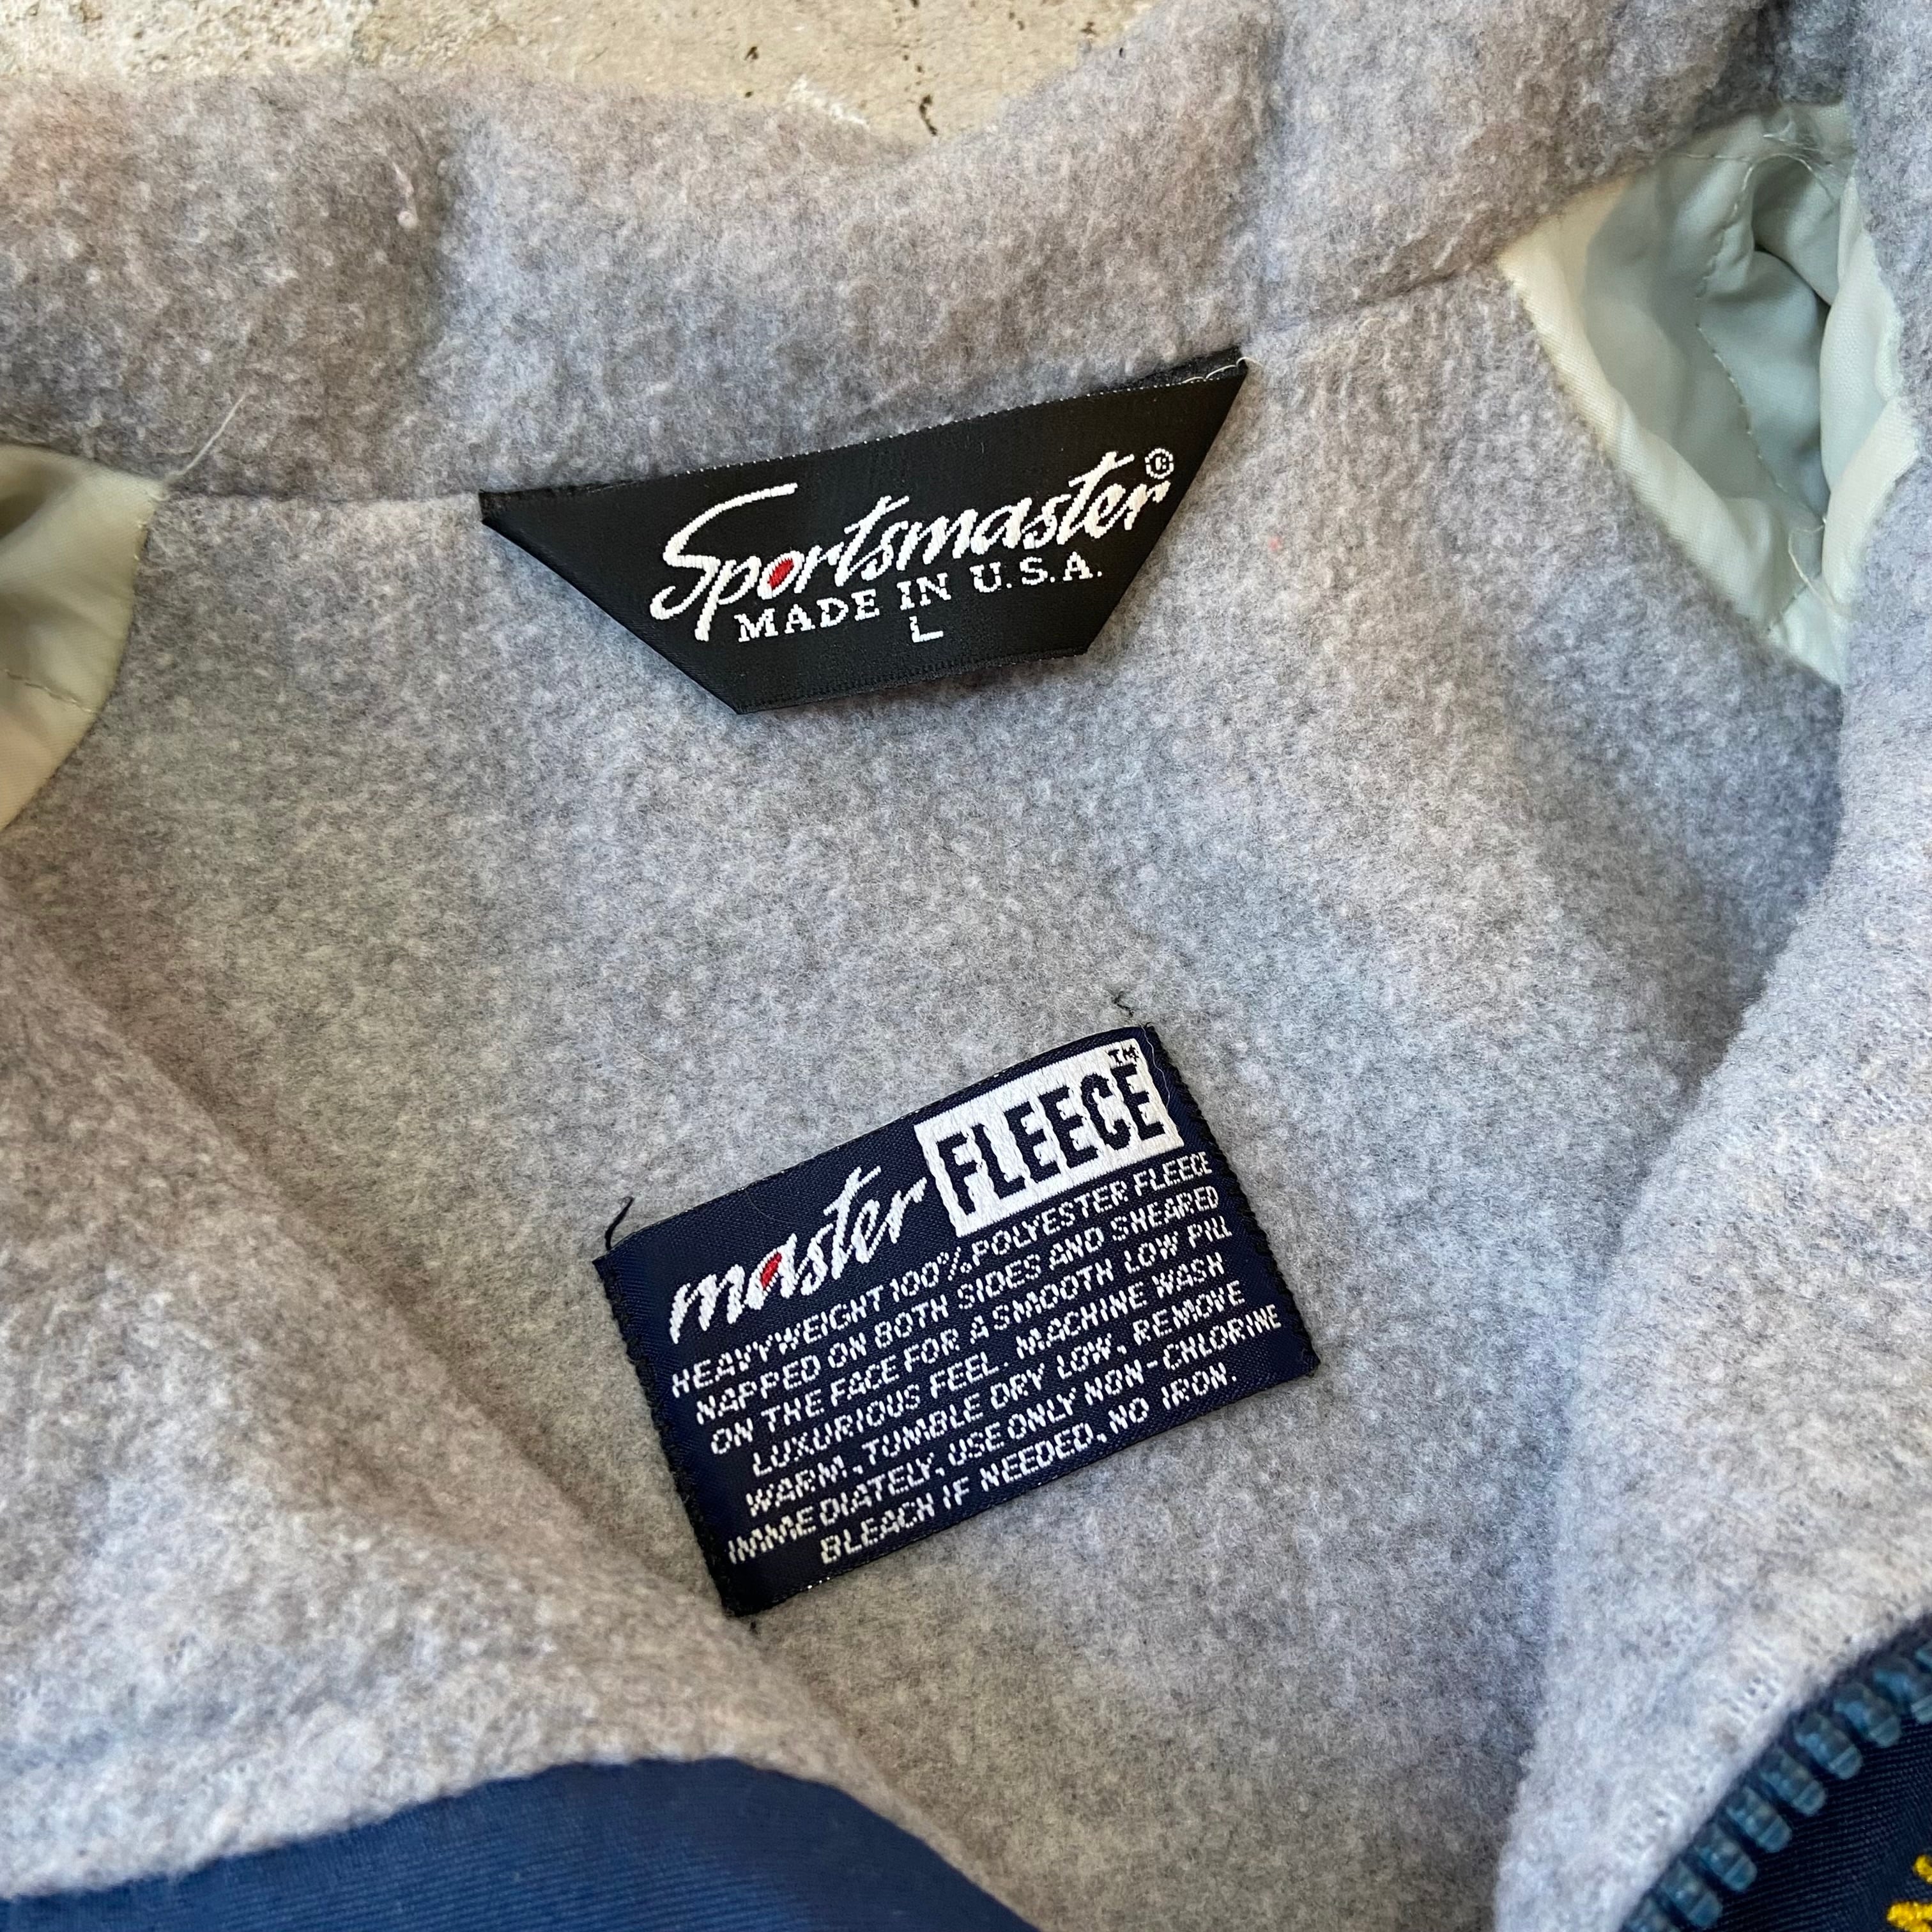 Sportsmaster®
MADE IN U.S.A.
L
master FLEECE™
HEAVYWEIGHT 100% POLYESTER FLEECE
NAPPED ON BOTH SIDES AND SHEARED
ON THE FACE FOR A SMOOTH LOW PILL
LUXURIOUS FEEL. MACHINE WASH
WARM, TUMBLE DRY LOW, REMOVE
IMMEDIATELY, USE ONLY NON-CHLORINE
BLEACH IF NEEDED, NO IRON.